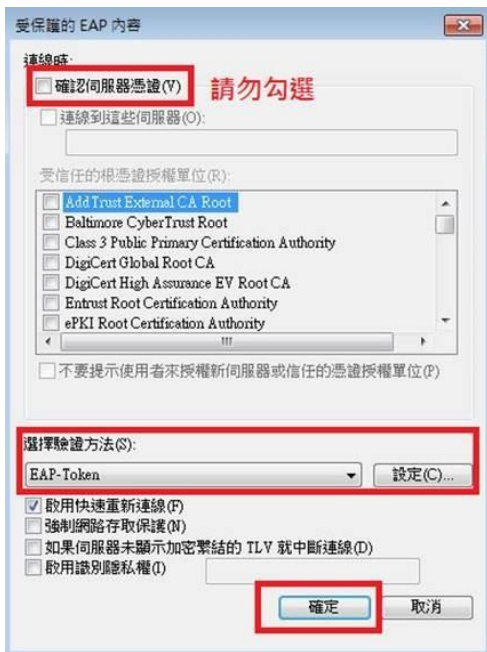 受保護的 EAP 內容
連線時:
確認伺服器憑證(V) 請勿勾選
連線到這些伺服器(O):
受信任的根憑證授權單位(R):
AddTrust External CA Root
Baltimore CyberTrust Root
Class 3 Public Primary Certification Authority
DigiCert Global Root CA
DigiCert High Assurance EV Root CA
Entrust Root Certification Authority
ePKI Root Certification Authority
不要提示使用者來授權新伺服器或信任的憑證授權單位(P)
選擇驗證方法(S):
EAP-Token 設定(C)...
啟用快速重新連線(F)
強制網路存取保護(N)
如果伺服器未顯示加密繫結的 TLV 就中斷連線(D)
啟用識別隱私權(I)
確定 取消